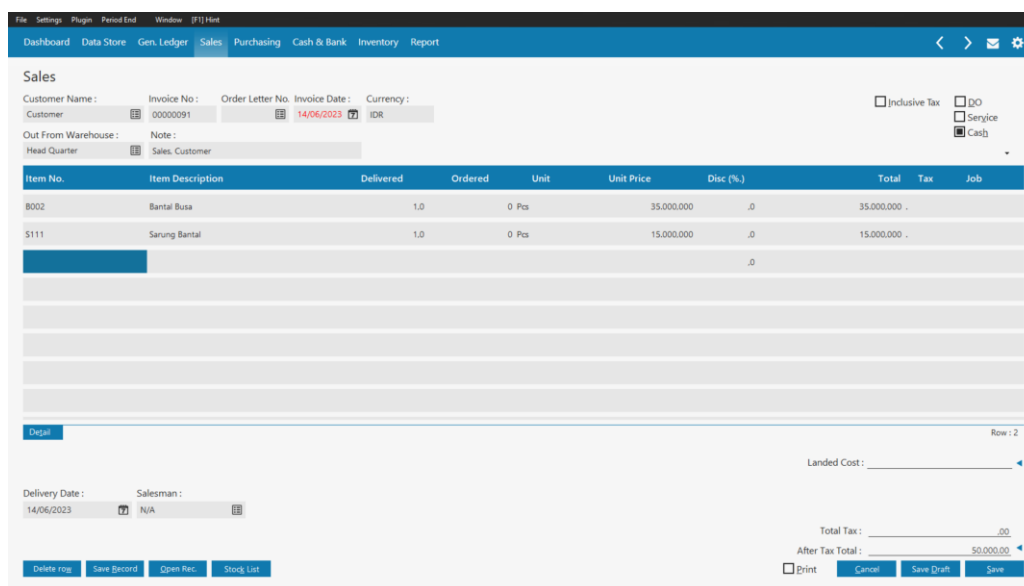 File Settings Plugin Period End Window [F1] Hint
Dashboard Data Store Gen. Ledger Sales Purchasing Cash & Bank Inventory Report
Sales
Customer Name : Invoice No : Order Letter No. Invoice Date : Currency :
Inclusive Tax DO
Customer 00000091 14/06/2023 IDR
Service
Out From Warehouse : Note :
Cash
Head Quarter Sales, Customer
Item No. Item Description Delivered Ordered Unit Unit Price Disc (%.) Total Tax Job
B002 Bantal Busa 1,0 0 Pcs 35.000,000 ,0 35.000,000 .
S111 Sarung Bantal 1,0 0 Pcs 15.000,000 ,0 15.000,000 .
,0
Detail Row : 2
Landed Cost :
Delivery Date : Salesman :
14/06/2023 N/A
Total Tax : ,00
After Tax Total : 50.000,00
Delete row Save Record Open Rec. Stock List Print Cancel Save Draft Save